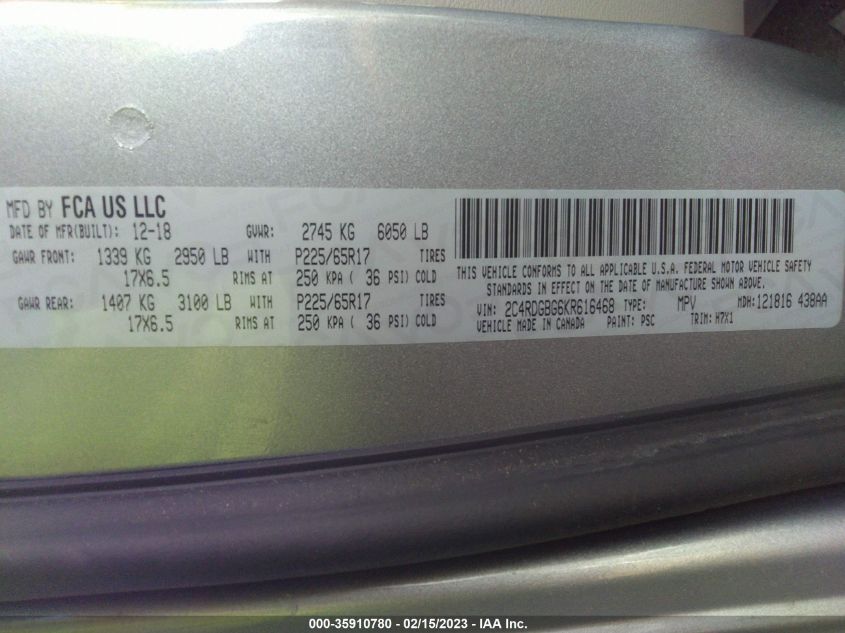 MFD BY FCA US LLC
DATE OF MFR(BUILT): 12-18 GVWR: 2745 KG 6050 LB
GAWR FRONT: 1339 KG 2950 LB WITH P225/65R17 TIRES
17X6.5 RIMS AT 250 KPA ( 36 PSI) COLD
GAWR REAR: 1407 KG 3100 LB WITH P225/65R17 TIRES
17X6.5 RIMS AT 250 KPA ( 36 PSI) COLD
THIS VEHICLE CONFORMS TO ALL APPLICABLE U.S.A. FEDERAL MOTOR VEHICLE SAFETY
STANDARDS IN EFFECT ON THE DATE OF MANUFACTURE SHOWN ABOVE.
VIN: 2C4RDGBG6KR616468 TYPE: MPV MDH:121816 438AA
VEHICLE MADE IN CANADA PAINT: PSC TRIM: H7X1
000-35910780 - 02/15/2023 - IAA Inc.